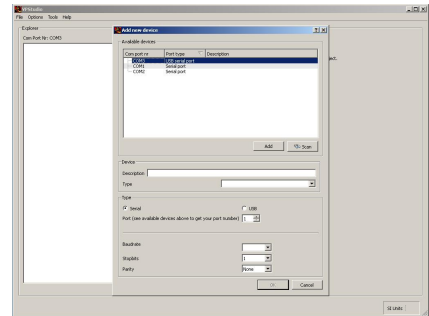 VPStudio
File Options Tools Help
Explorer
Com Port Nr: COM3
Add new device
Available devices
Com port nr Port type Description
COM3 USB serial port
COM1 Serial port
COM2 Serial port
ject.
Add Scan
Device
Description
Type
Type
Serial USB
Port (see available devices above to get your port number) 1
Baudrate
Stopbits 1
Parity None
OK Cancel
SI Units